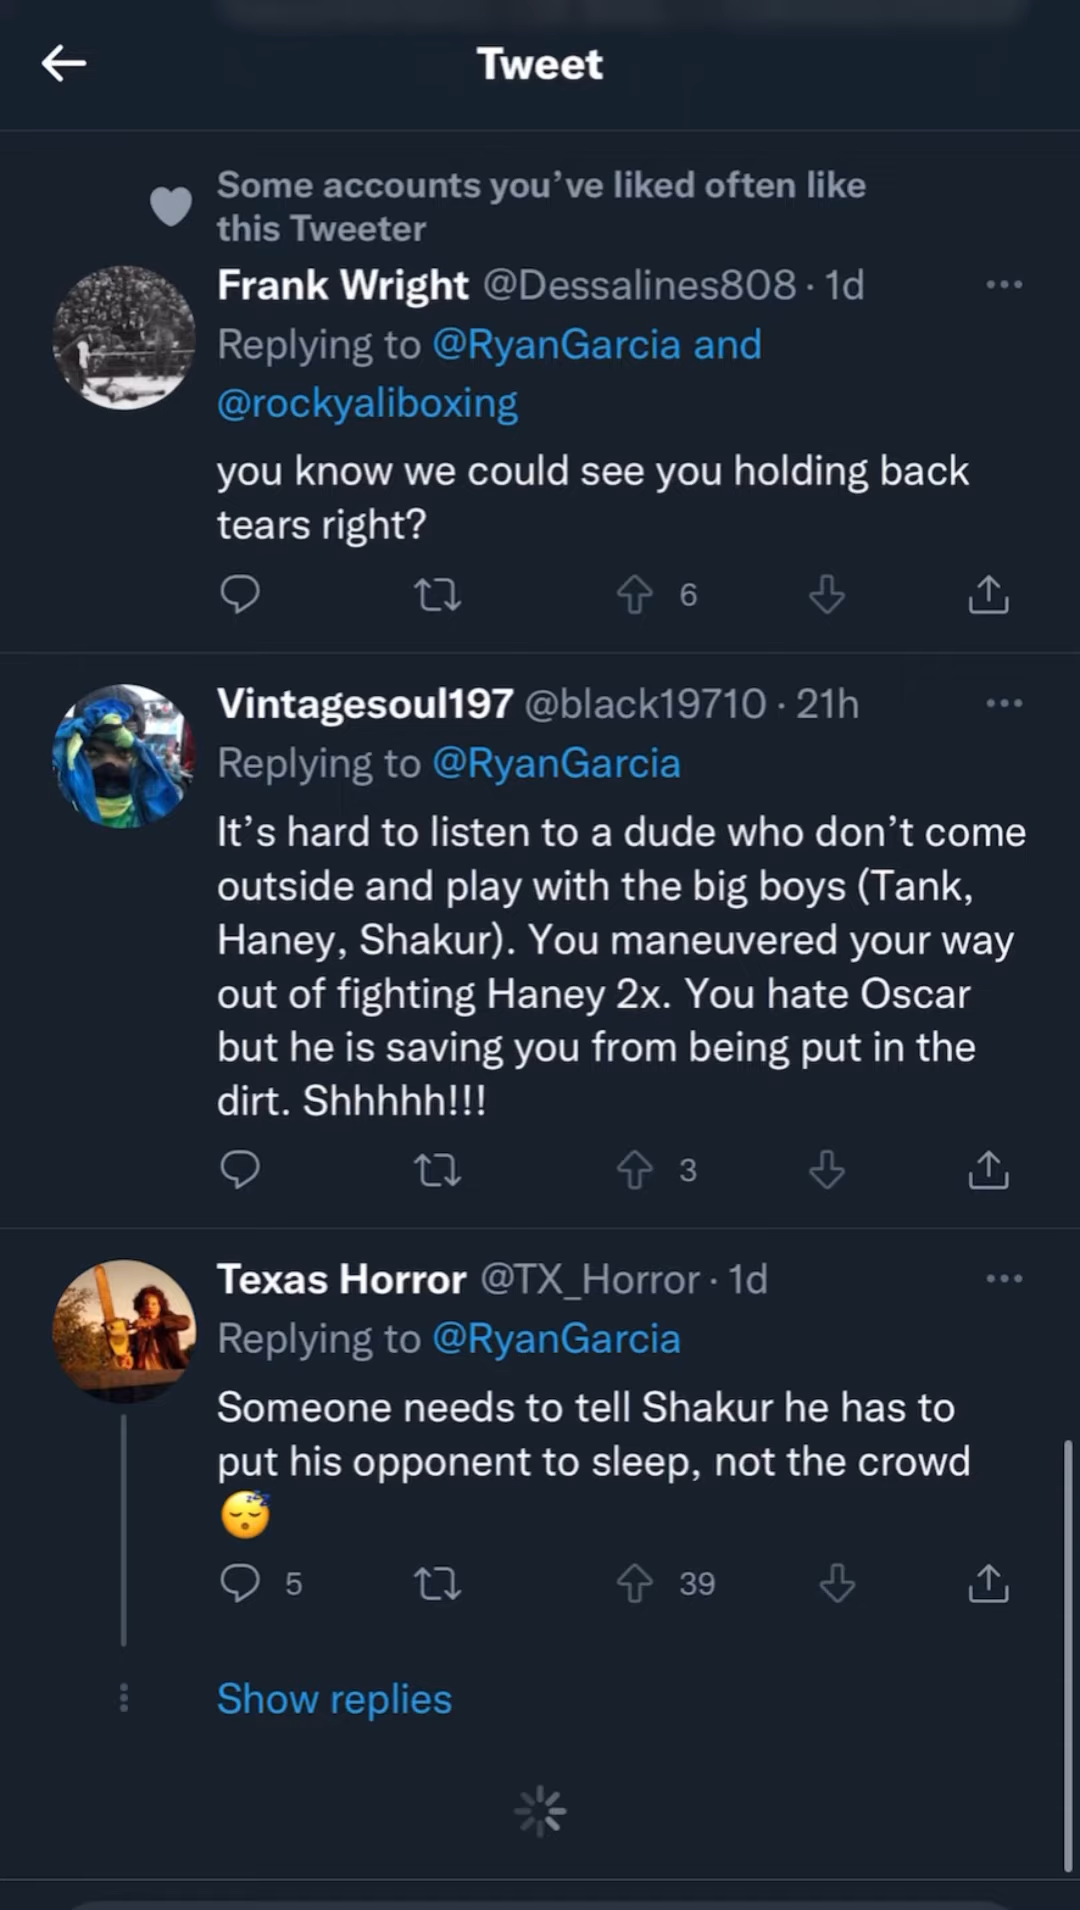 Tweet
Some accounts you’ve liked often like
this Tweeter
Frank Wright @Dessalines808 · 1d
Replying to @RyanGarcia and
@rockyaliboxing
you know we could see you holding back
tears right?
6
Vintagesoul197 @black19710 · 21h
Replying to @RyanGarcia
It’s hard to listen to a dude who don’t come
outside and play with the big boys (Tank,
Haney, Shakur). You maneuvered your way
out of fighting Haney 2x. You hate Oscar
but he is saving you from being put in the
dirt. Shhhhh!!!
3
Texas Horror @TX_Horror · 1d
Replying to @RyanGarcia
Someone needs to tell Shakur he has to
put his opponent to sleep, not the crowd
😴
5 39
Show replies